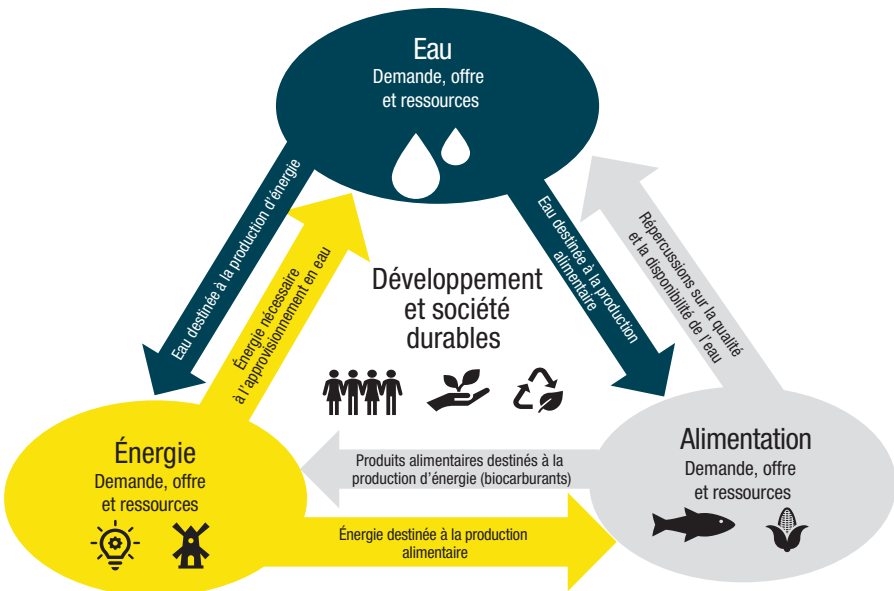 Eau
Demande, offre
et ressources
Eau destinée à la production d'énergie
Énergie nécessaire
à l'approvisionnement en eau
Eau destinée à la production
alimentaire
Répercussions sur la qualité
et la disponibilité de l'eau
Développement
et société
durables
Énergie
Demande, offre
et ressources
Produits alimentaires destinés à la
production d'énergie (biocarburants)
Alimentation
Demande, offre
et ressources
Énergie destinée à la production
alimentaire